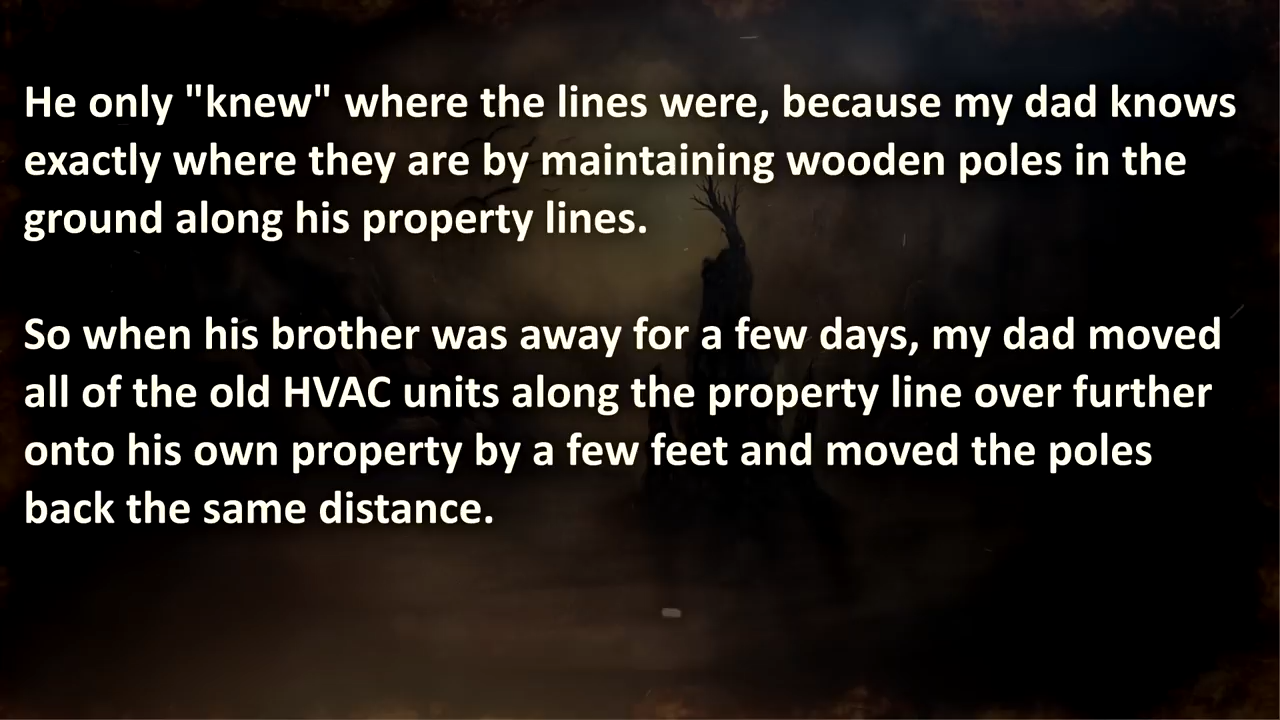 He only "knew" where the lines were, because my dad knows
exactly where they are by maintaining wooden poles in the
ground along his property lines.
So when his brother was away for a few days, my dad moved
all of the old HVAC units along the property line over further
onto his own property by a few feet and moved the poles
back the same distance.